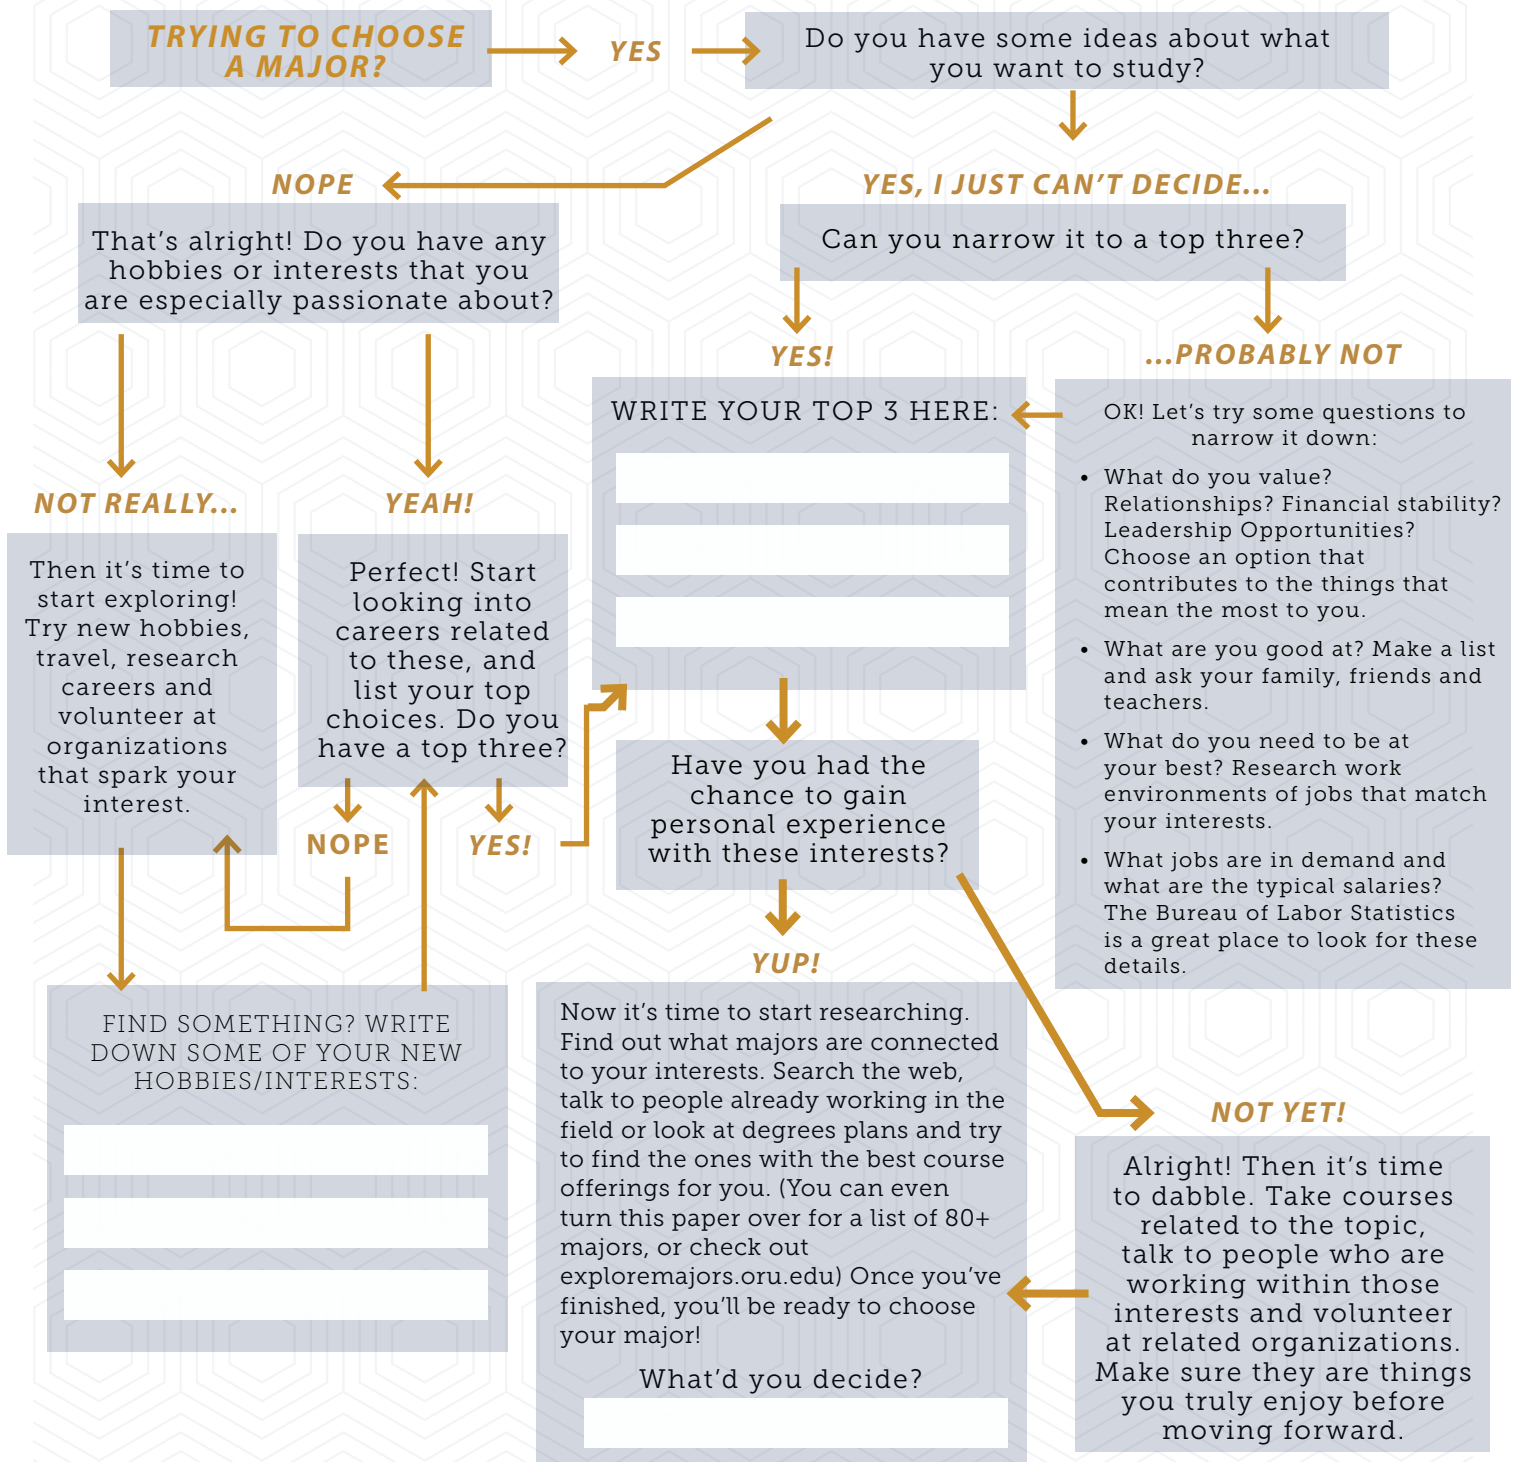 TRYING TO CHOOSE
A MAJOR?
YES
Do you have some ideas about what
you want to study?
NOPE
That's alright! Do you have any
hobbies or interests that you
are especially passionate about?
YES, I JUST CAN'T DECIDE...
Can you narrow it to a top three?
YES!
...PROBABLY NOT
WRITE YOUR TOP 3 HERE:
OK! Let's try some questions to
narrow it down:
• What do you value?
Relationships? Financial stability?
Leadership Opportunities?
Choose an option that
contributes to the things that
mean the most to you.
• What are you good at? Make a list
and ask your family, friends and
teachers.
• What do you need to be at
your best? Research work
environments of jobs that match
your interests.
• What jobs are in demand and
what are the typical salaries?
The Bureau of Labor Statistics
is a great place to look for these
details.
NOT REALLY...
Then it's time to
start exploring!
Try new hobbies,
travel, research
careers and
volunteer at
organizations
that spark your
interest.
YEAH!
Perfect! Start
looking into
careers related
to these, and
list your top
choices. Do you
have a top three?
NOPE
YES!
Have you had the
chance to gain
personal experience
with these interests?
FIND SOMETHING? WRITE
DOWN SOME OF YOUR NEW
HOBBIES/INTERESTS:
YUP!
Now it's time to start researching.
Find out what majors are connected
to your interests. Search the web,
talk to people already working in the
field or look at degrees plans and try
to find the ones with the best course
offerings for you. (You can even
turn this paper over for a list of 80+
majors, or check out
exploremajors.oru.edu) Once you've
finished, you'll be ready to choose
your major!
What'd you decide?
NOT YET!
Alright! Then it's time
to dabble. Take courses
related to the topic,
talk to people who are
working within those
interests and volunteer
at related organizations.
Make sure they are things
you truly enjoy before
moving forward.